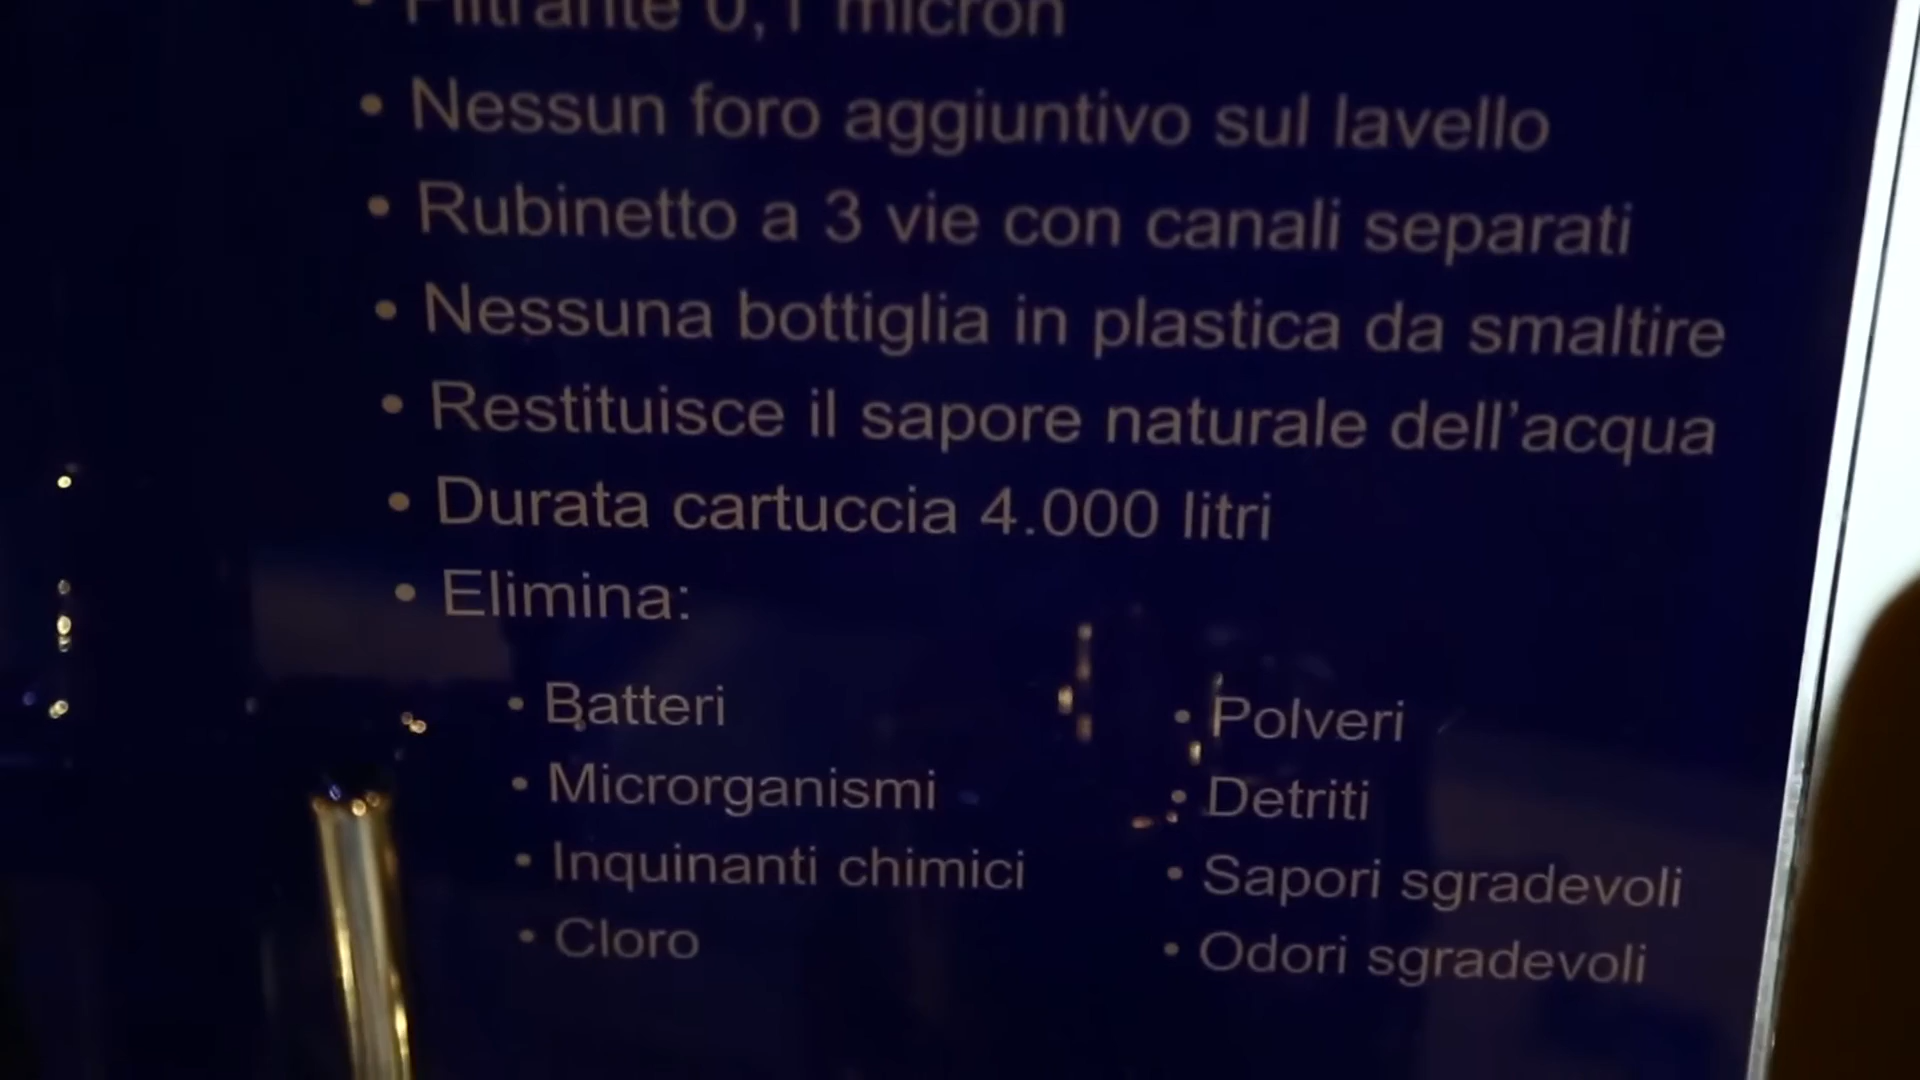 • Filtrante 0,1 micron
• Nessun foro aggiuntivo sul lavello
• Rubinetto a 3 vie con canali separati
• Nessuna bottiglia in plastica da smaltire
• Restituisce il sapore naturale dell’acqua
• Durata cartuccia 4.000 litri
• Elimina:
• Batteri
• Microrganismi
• Inquinanti chimici
• Cloro
• Polveri
• Detriti
• Sapori sgradevoli
• Odori sgradevoli